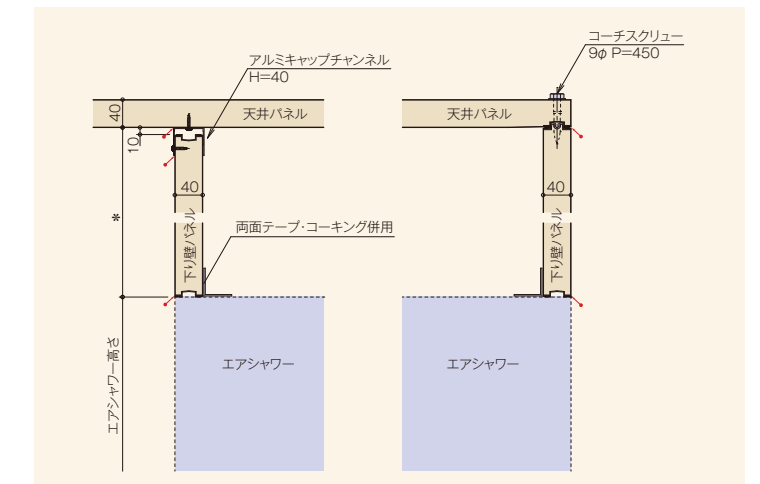 コーチスクリュー
9φ P=450
アルミキャップチャンネル
H=40
40
天井パネル
天井パネル
10
40
40
*
下り壁パネル
下り壁パネル
両面テープ・コーキング併用
エアシャワー高さ
エアシャワー
エアシャワー